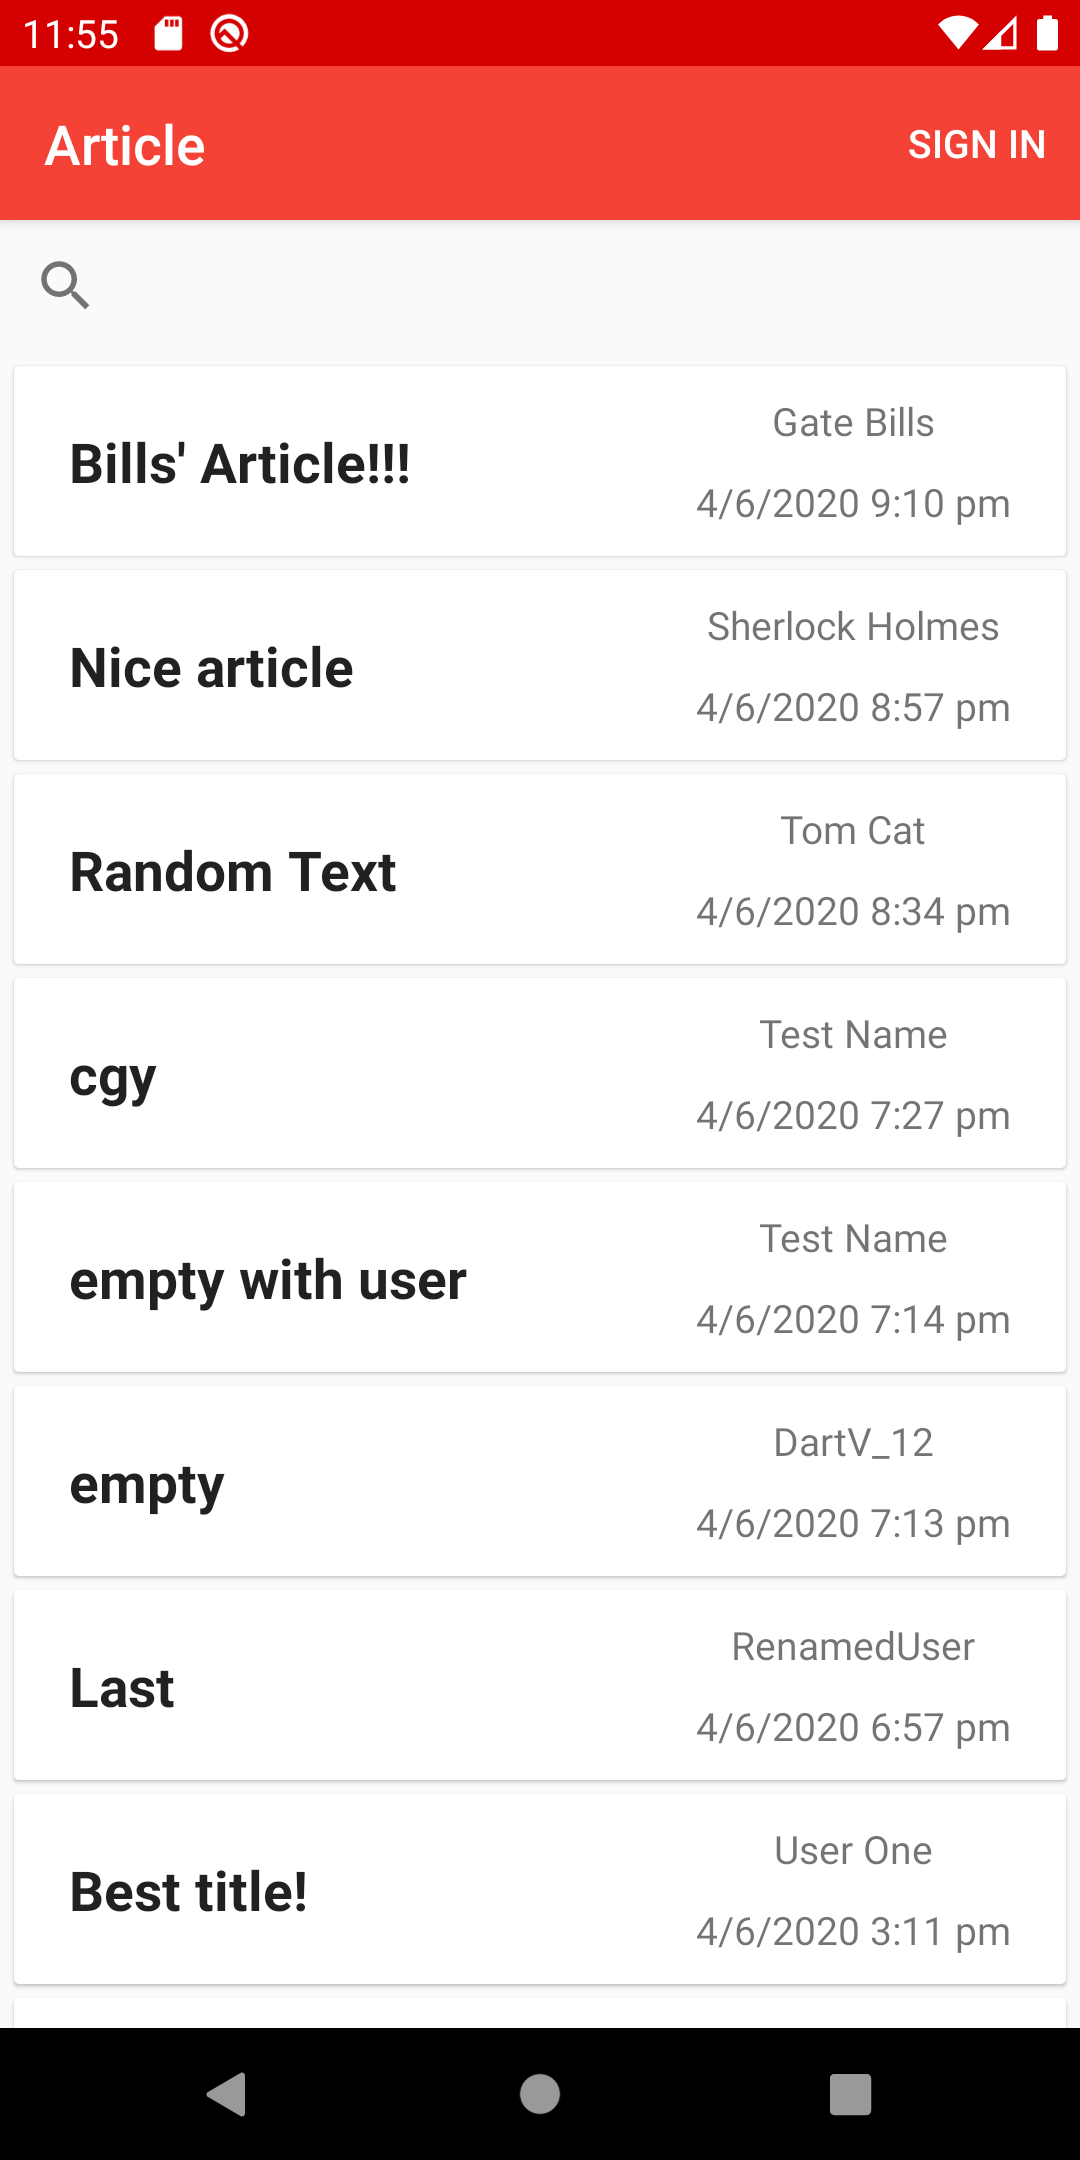 11:55
Article
SIGN IN
Gate Bills
Bills' Article!!!
4/6/2020 9:10 pm
Sherlock Holmes
Nice article
4/6/2020 8:57 pm
Tom Cat
Random Text
4/6/2020 8:34 pm
Test Name
cgy
4/6/2020 7:27 pm
Test Name
empty with user
4/6/2020 7:14 pm
DartV_12
empty
4/6/2020 7:13 pm
RenamedUser
Last
4/6/2020 6:57 pm
User One
Best title!
4/6/2020 3:11 pm